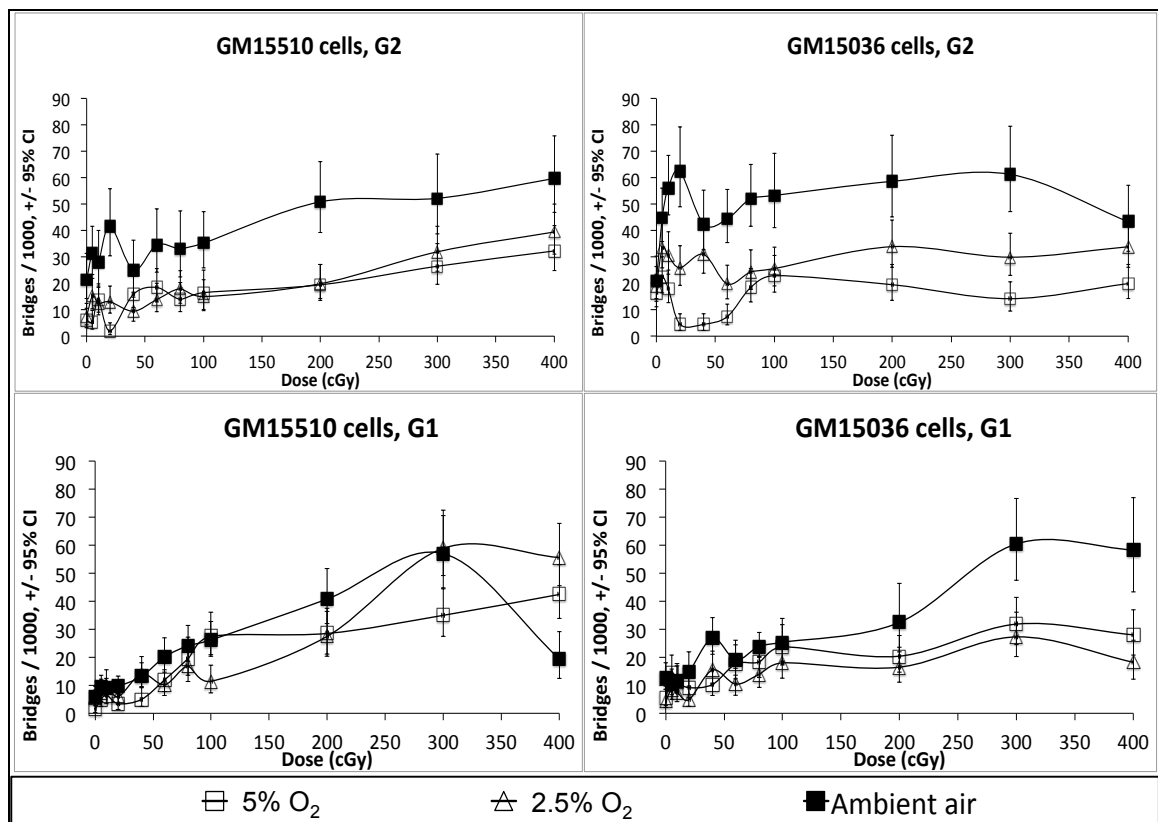 GM15510 cells, G2
Bridges / 1000, +/- 95% CI
90
80
70
60
50
40
30
20
10
0
0 50 100 150 200 250 300 350 400
Dose (cGy)
GM15036 cells, G2
Bridges / 1000, +/- 95% CI
90
80
70
60
50
40
30
20
10
0
0 50 100 150 200 250 300 350 400
Dose (cGy)
GM15510 cells, G1
Bridges / 1000, +/- 95% CI
90
80
70
60
50
40
30
20
10
0
0 50 100 150 200 250 300 350 400
Dose (cGy)
GM15036 cells, G1
Bridges / 1000, +/- 95% CI
90
80
70
60
50
40
30
20
10
0
0 50 100 150 200 250 300 350 400
Dose (cGy)
5% O₂ 2.5% O₂ Ambient air